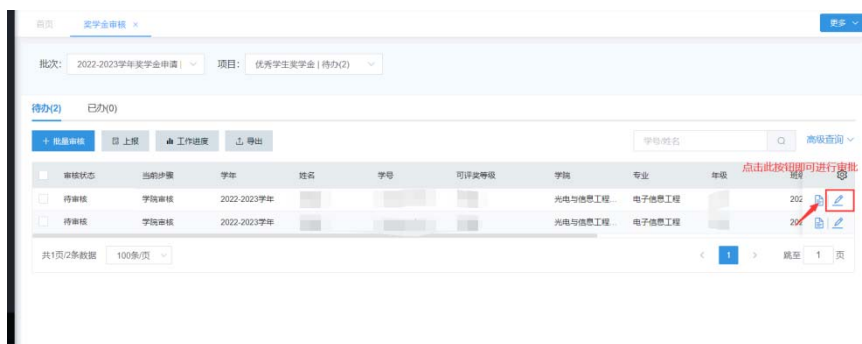 首页 奖学金审核 × 更多
批次: 2022-2023学年奖学金申请 | 项目: 优秀学生奖学金 | 待办(2)
待办(2) 已办(0)
+ 批量审核 上报 工作进度 导出 学号/姓名 高级查询
点击此按钮即可进行审批
审核状态 当前步骤 学年 姓名 学号 可评奖等级 学院 专业 年级
待审核 学院审核 2022-2023学年 光电与信息工程... 电子信息工程 202
待审核 学院审核 2022-2023学年 光电与信息工程... 电子信息工程 202
共1页/2条数据 100条/页 < 1 > 跳至 1 页